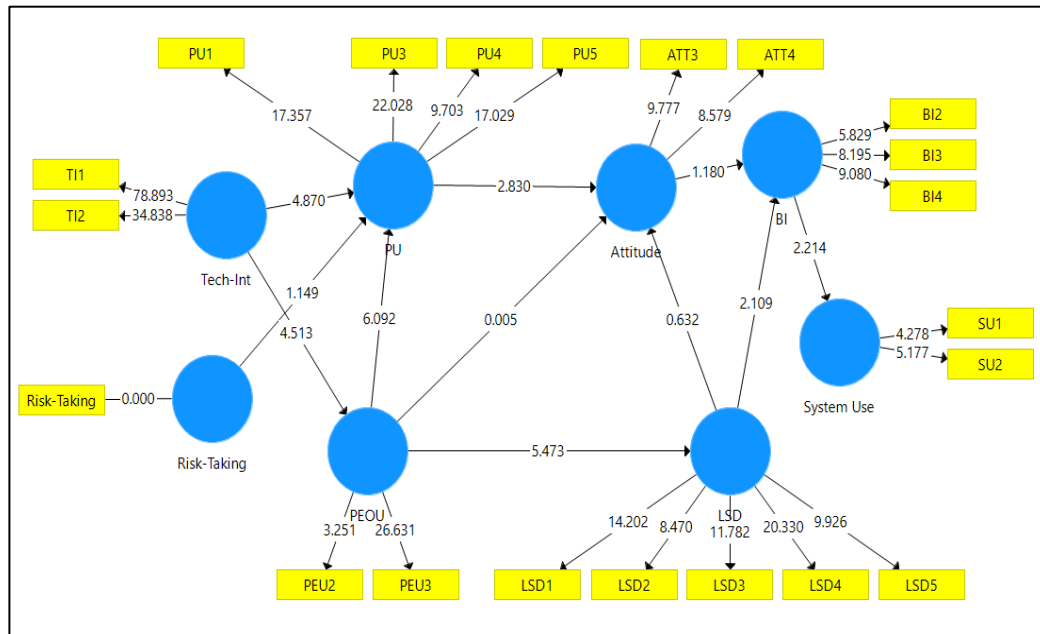 PU1
PU3
PU4
PU5
ATT3
ATT4
17.357
22.028
9.703
17.029
9.777
8.579
BI2
BI3
BI4
5.829
8.195
9.080
TI1
TI2
78.893
34.838
4.870
2.830
1.180
PU
Attitude
BI
Tech-Int
2.214
1.149
4.513
6.092
0.005
0.632
2.109
SU1
SU2
4.278
5.177
System Use
Risk-Taking
0.000
Risk-Taking
5.473
PEOU
LSD
3.251
26.631
14.202
8.470
11.782
20.330
9.926
PEU2
PEU3
LSD1
LSD2
LSD3
LSD4
LSD5